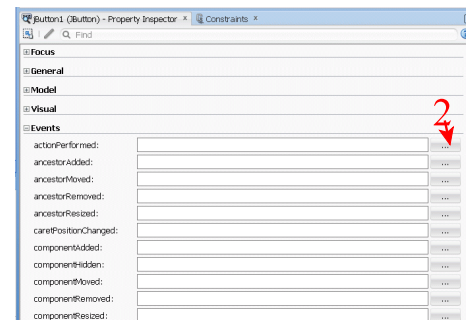 jButton1 (JButton) - Property Inspector × Constraints ×
Find
Focus
General
Model
Visual
2
Events
actionPerformed: ...
ancestorAdded: ...
ancestorMoved: ...
ancestorRemoved: ...
ancestorResized: ...
caretPositionChanged: ...
componentAdded: ...
componentHidden: ...
componentMoved: ...
componentRemoved: ...
componentResized: ...